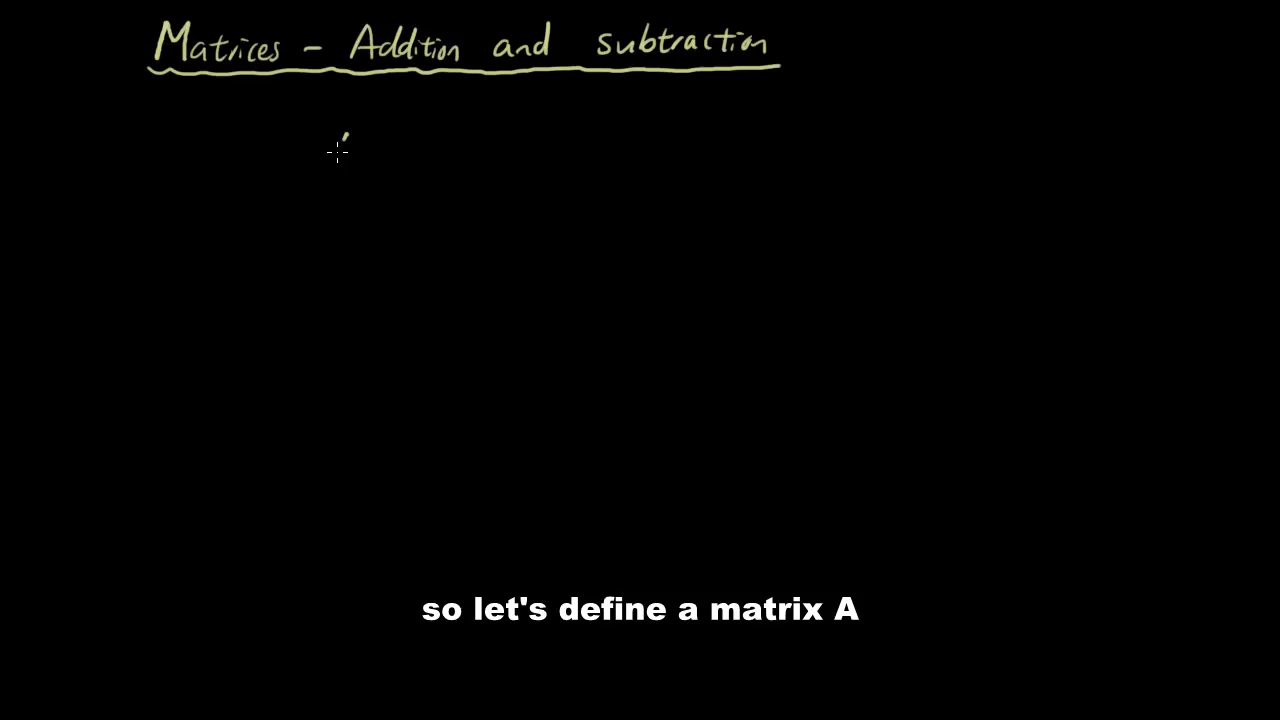 Matrices - Addition and subtraction
so let's define a matrix A